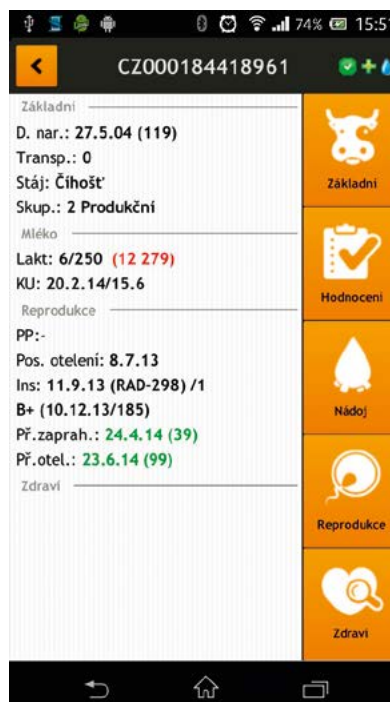 74% 15:51
CZ000184418961
Základní
D. nar.: 27.5.04 (119)
Transp.: 0
Stáj: Číhošť
Skup.: 2 Produkční
Mléko
Lakt: 6/250 (12 279)
KU: 20.2.14/15.6
Reprodukce
PP:-
Pos. otelení: 8.7.13
Ins: 11.9.13 (RAD-298) /1
B+ (10.12.13/185)
Př.zaprah.: 24.4.14 (39)
Př.otel.: 23.6.14 (99)
Zdraví
Základní
Hodnocení
Nádoj
Reprodukce
Zdraví